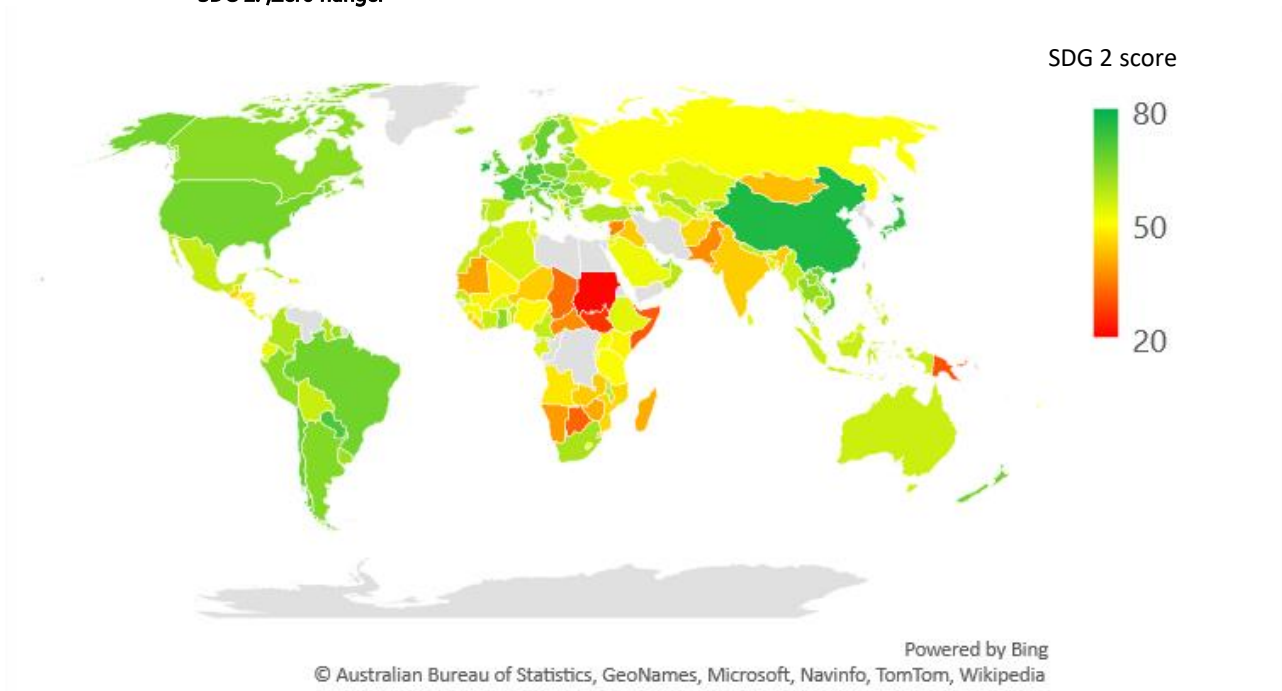 SDG 2 score
80
50
20
Powered by Bing
© Australian Bureau of Statistics, GeoNames, Microsoft, Navinfo, TomTom, Wikipedia